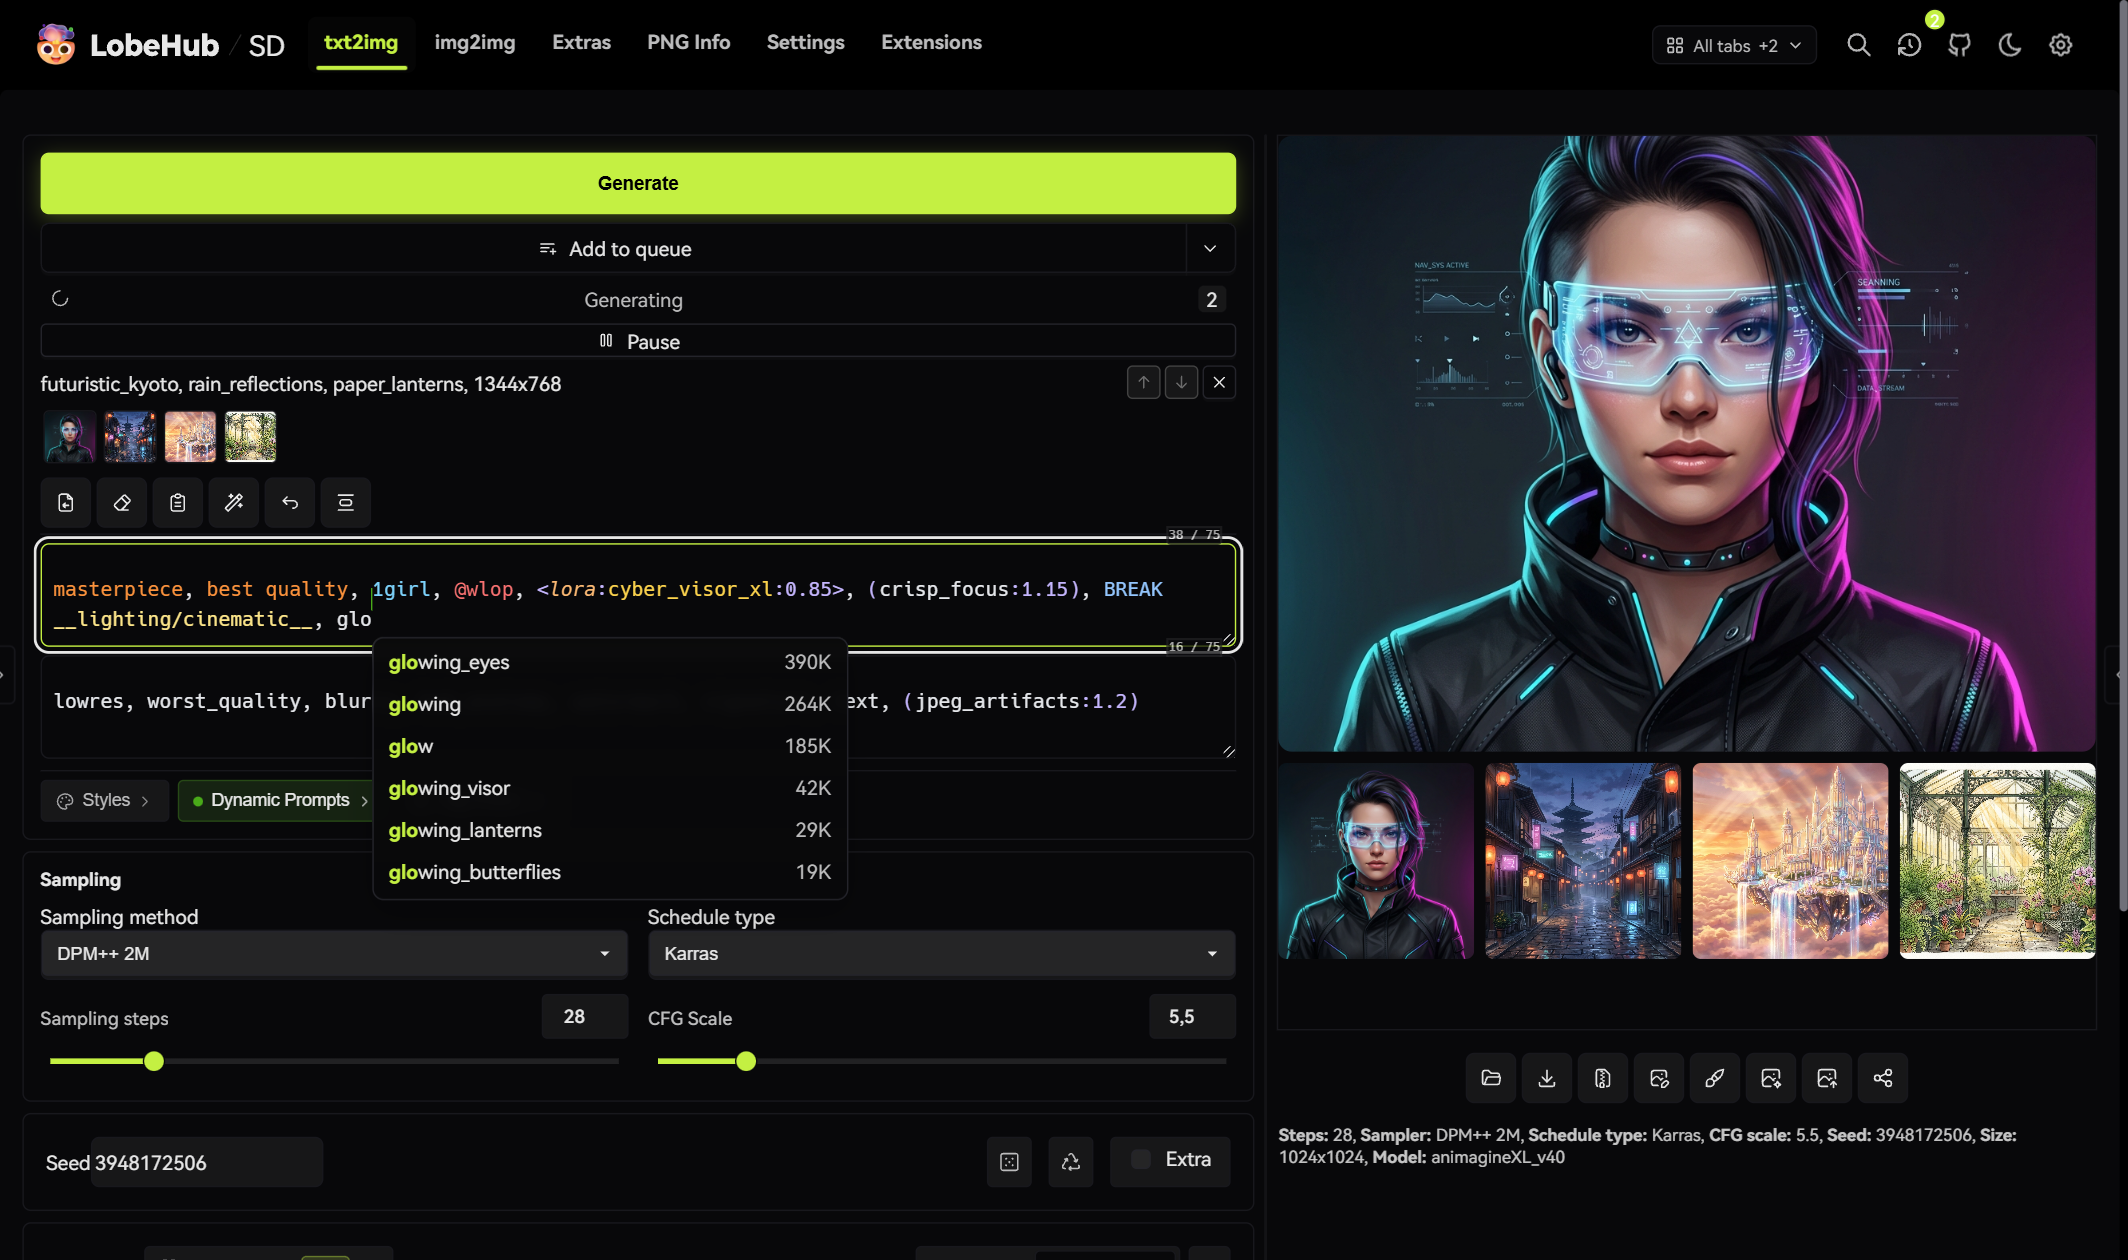 LobeHub / SD
txt2img
img2img
Extras
PNG Info
Settings
Extensions
All tabs +2
2
Generate
Add to queue
Generating
2
Pause
futuristic_kyoto, rain_reflections, paper_lanterns, 1344x768
38 / 75
masterpiece, best quality, 1girl, @wlop, <lora:cyber_visor_xl:0.85>, (crisp_focus:1.15), BREAK
__lighting/cinematic__, glo
16 / 75
glowing_eyes 390K
glowing 264K
glow 185K
glowing_visor 42K
glowing_lanterns 29K
glowing_butterflies 19K
lowres, worst_quality, blur
ext, (jpeg_artifacts:1.2)
Styles
Dynamic Prompts
Sampling
Sampling method
DPM++ 2M
Schedule type
Karras
Sampling steps
28
CFG Scale
5,5
Seed
3948172506
Extra
NAV_SYS ACTIVE
SEANNING
DATA_STREAM
Steps: 28, Sampler: DPM++ 2M, Schedule type: Karras, CFG scale: 5.5, Seed: 3948172506, Size:
1024x1024, Model: animagineXL_v40